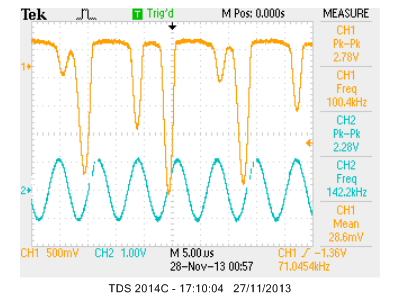 Tek Trig'd M Pos: 0.000s MEASURE
CH1
Pk-Pk
2.78V
CH1
Freq
100.4kHz
CH2
Pk-Pk
2.28V
CH2
Freq
142.2kHz
CH1
Mean
28.6mV
1
2
CH1 500mV CH2 1.00V M 5.00us CH1 -1.36V
28-Nov-13 00:57 71.0454kHz
TDS 2014C - 17:10:04 27/11/2013